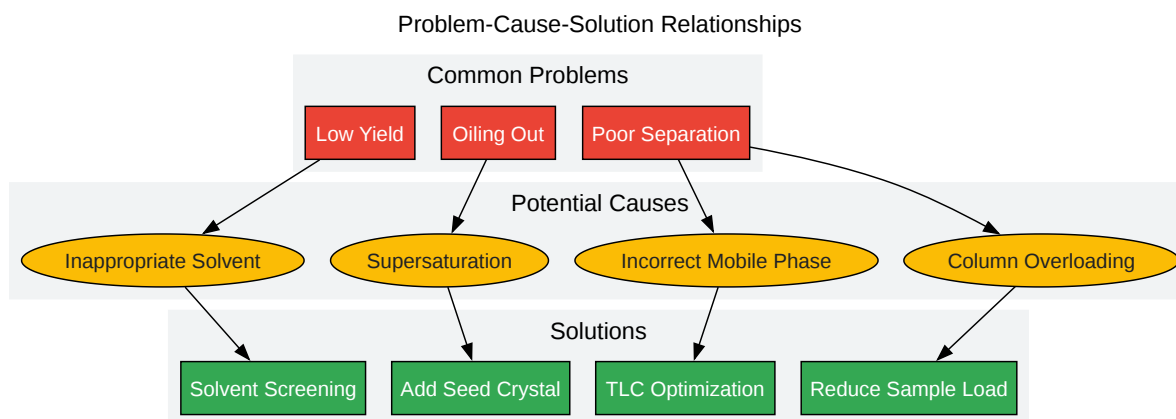 Problem-Cause-Solution Relationships
Common Problems
Low Yield
Oiling Out
Poor Separation
Potential Causes
Inappropriate Solvent
Supersaturation
Incorrect Mobile Phase
Column Overloading
Solutions
Solvent Screening
Add Seed Crystal
TLC Optimization
Reduce Sample Load